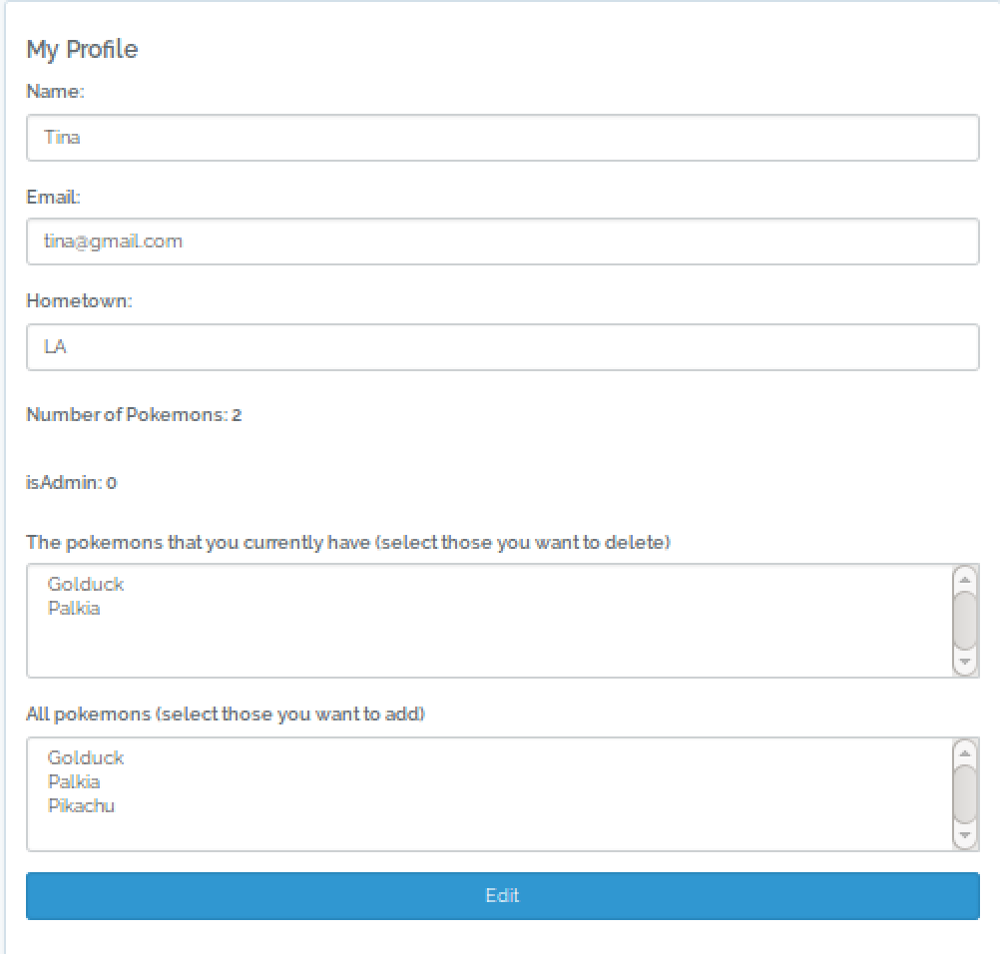 My Profile
Name:
Tina
Email:
tina@gmail.com
Hometown:
LA
Number of Pokemons: 2
isAdmin: 0
The pokemons that you currently have (select those you want to delete)
Golduck
Palkia
All pokemons (select those you want to add)
Golduck
Palkia
Pikachu
Edit